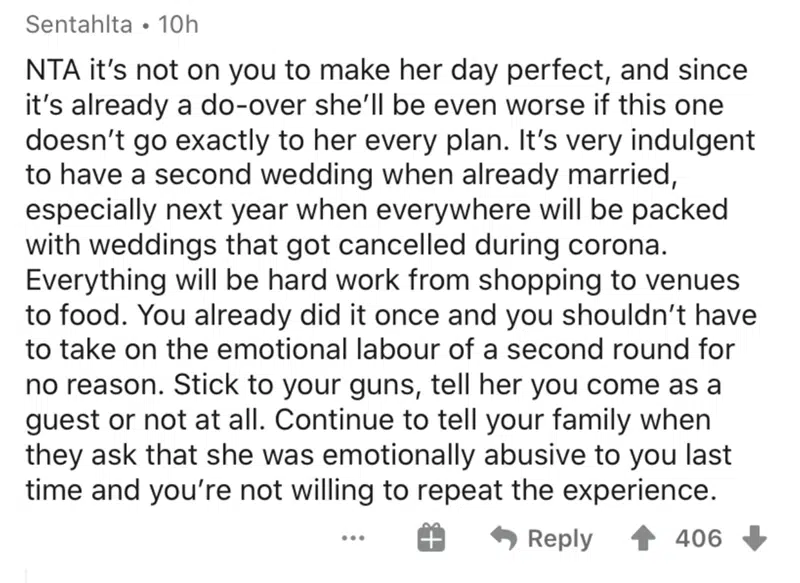 Sentahlta • 10h
NTA it’s not on you to make her day perfect, and since
it’s already a do-over she’ll be even worse if this one
doesn’t go exactly to her every plan. It’s very indulgent
to have a second wedding when already married,
especially next year when everywhere will be packed
with weddings that got cancelled during corona.
Everything will be hard work from shopping to venues
to food. You already did it once and you shouldn’t have
to take on the emotional labour of a second round for
no reason. Stick to your guns, tell her you come as a
guest or not at all. Continue to tell your family when
they ask that she was emotionally abusive to you last
time and you’re not willing to repeat the experience.
... Reply 406